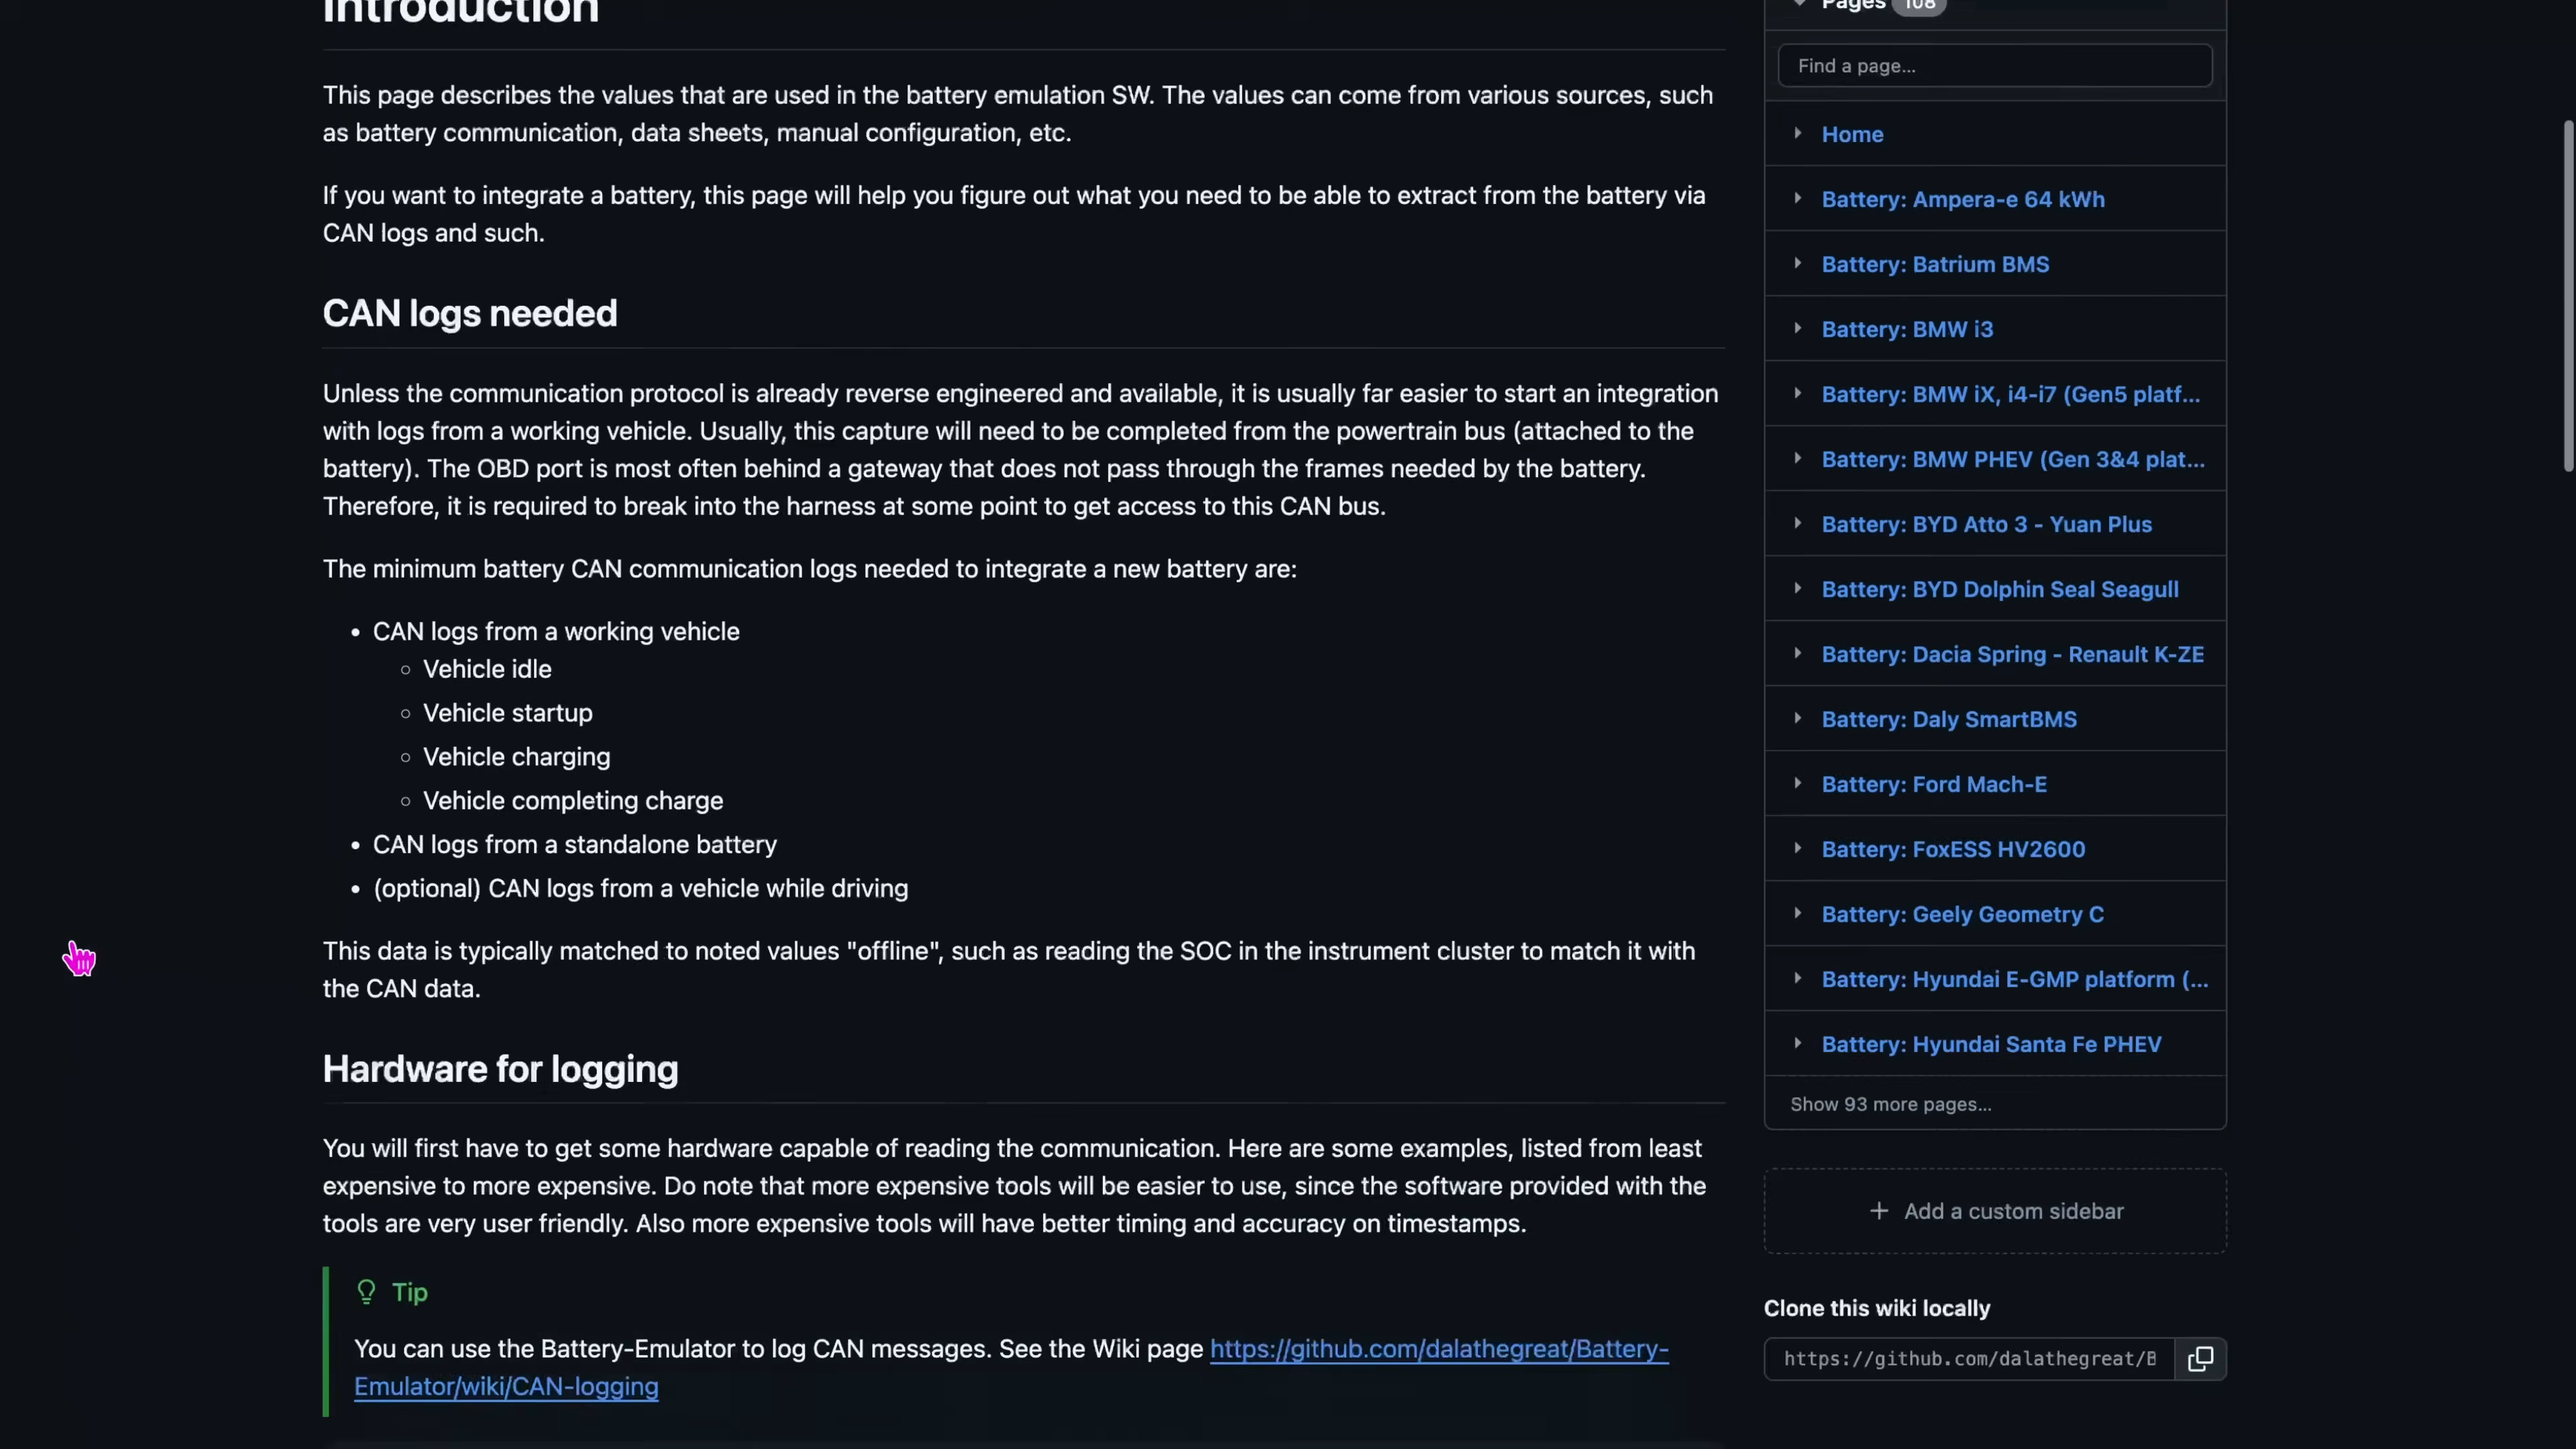 Introduction
This page describes the values that are used in the battery emulation SW. The values can come from various sources, such
as battery communication, data sheets, manual configuration, etc.
If you want to integrate a battery, this page will help you figure out what you need to be able to extract from the battery via
CAN logs and such.
CAN logs needed
Unless the communication protocol is already reverse engineered and available, it is usually far easier to start an integration
with logs from a working vehicle. Usually, this capture will need to be completed from the powertrain bus (attached to the
battery). The OBD port is most often behind a gateway that does not pass through the frames needed by the battery.
Therefore, it is required to break into the harness at some point to get access to this CAN bus.
The minimum battery CAN communication logs needed to integrate a new battery are:
• CAN logs from a working vehicle
◦ Vehicle idle
◦ Vehicle startup
◦ Vehicle charging
◦ Vehicle completing charge
• CAN logs from a standalone battery
• (optional) CAN logs from a vehicle while driving
This data is typically matched to noted values "offline", such as reading the SOC in the instrument cluster to match it with
the CAN data.
Hardware for logging
You will first have to get some hardware capable of reading the communication. Here are some examples, listed from least
expensive to more expensive. Do note that more expensive tools will be easier to use, since the software provided with the
tools are very user friendly. Also more expensive tools will have better timing and accuracy on timestamps.
Tip
You can use the Battery-Emulator to log CAN messages. See the Wiki page https://github.com/dalathegreat/Battery-
Emulator/wiki/CAN-logging
Pages 108
Find a page...
Home
Battery: Ampera-e 64 kWh
Battery: Batrium BMS
Battery: BMW i3
Battery: BMW iX, i4-i7 (Gen5 platf...
Battery: BMW PHEV (Gen 3&4 plat...
Battery: BYD Atto 3 - Yuan Plus
Battery: BYD Dolphin Seal Seagull
Battery: Dacia Spring - Renault K-ZE
Battery: Daly SmartBMS
Battery: Ford Mach-E
Battery: FoxESS HV2600
Battery: Geely Geometry C
Battery: Hyundai E-GMP platform (...
Battery: Hyundai Santa Fe PHEV
Show 93 more pages...
+ Add a custom sidebar
Clone this wiki locally
https://github.com/dalathegreat/B